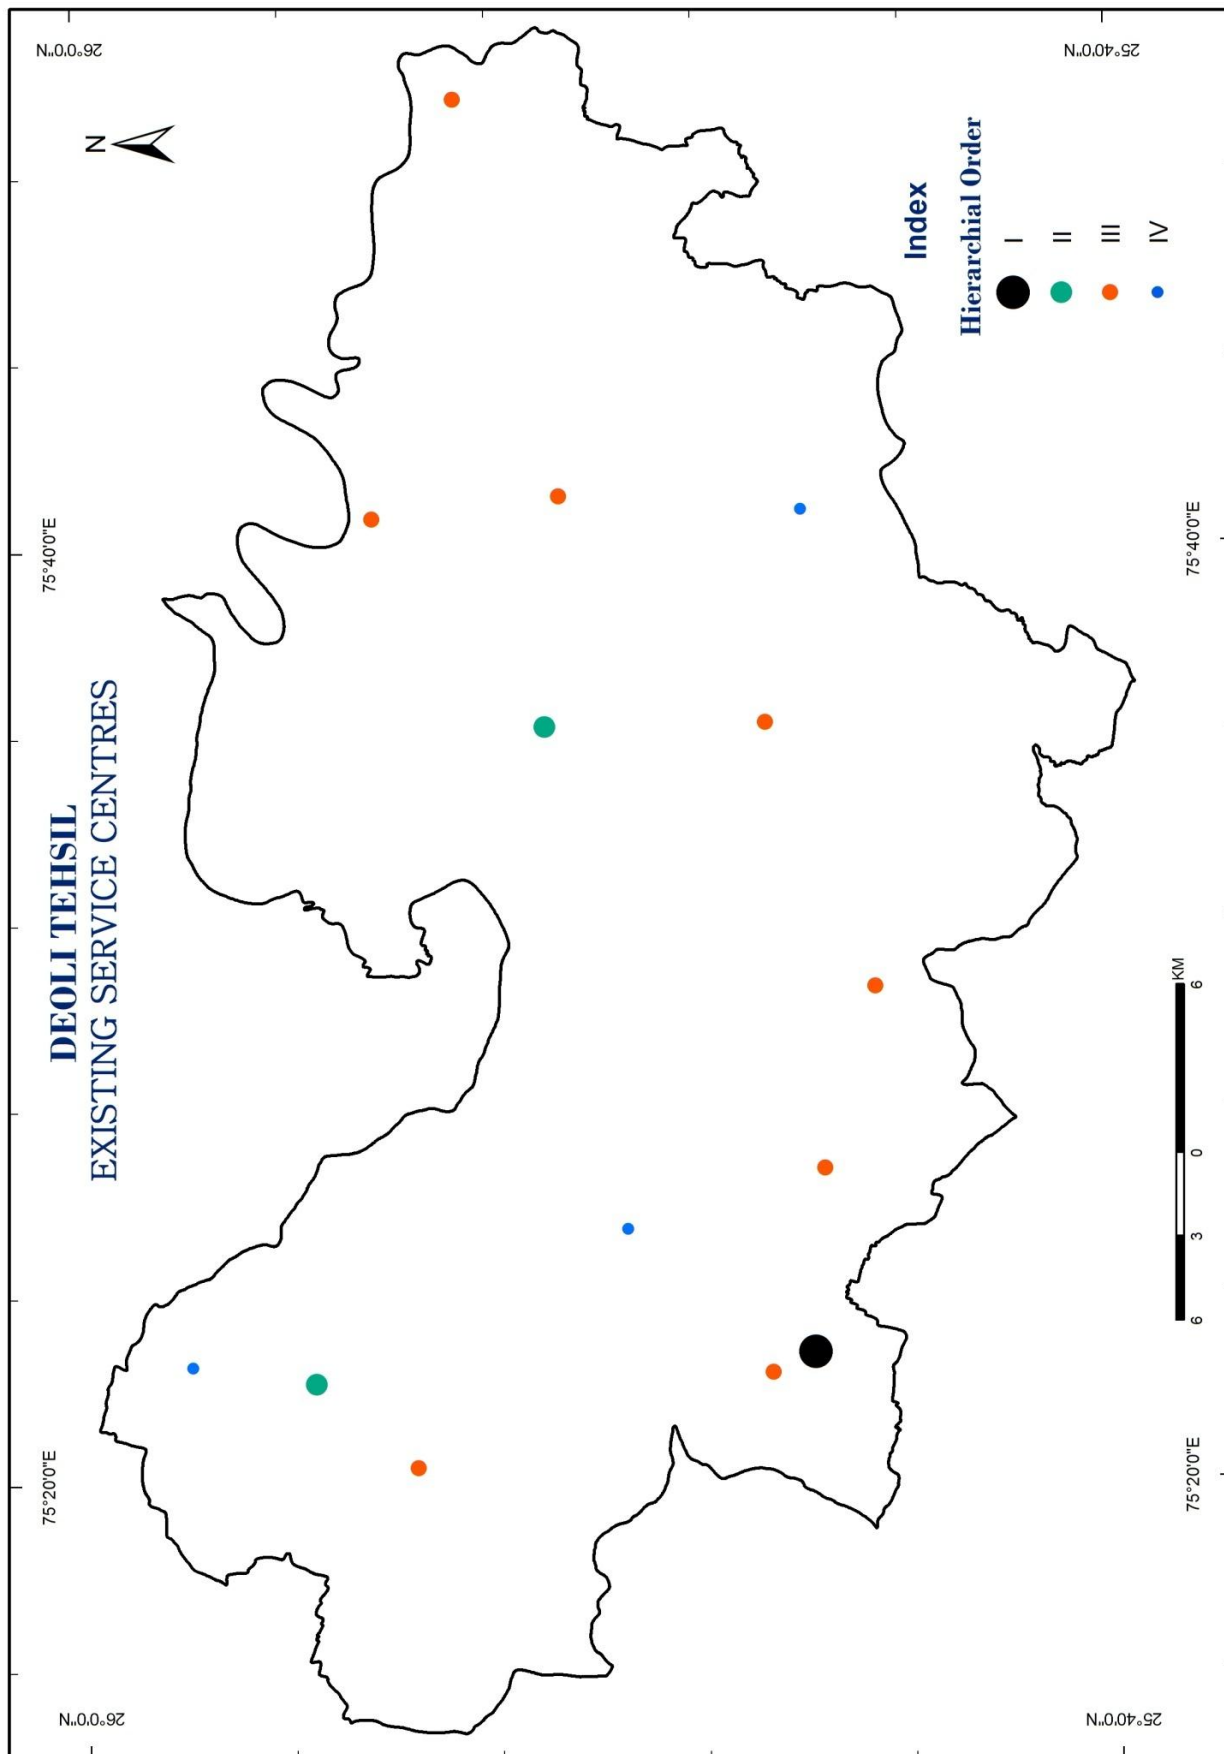 DEOLI TEHSIL
EXISTING SERVICE CENTRES
75°20'0"E
75°40'0"E
26°0'0"N
26°0'0"N
N
Index
Hierarchial Order
I
II
III
IV
25°40'0"N
25°40'0"N
6 3 0 6
KM
75°20'0"E
75°40'0"E